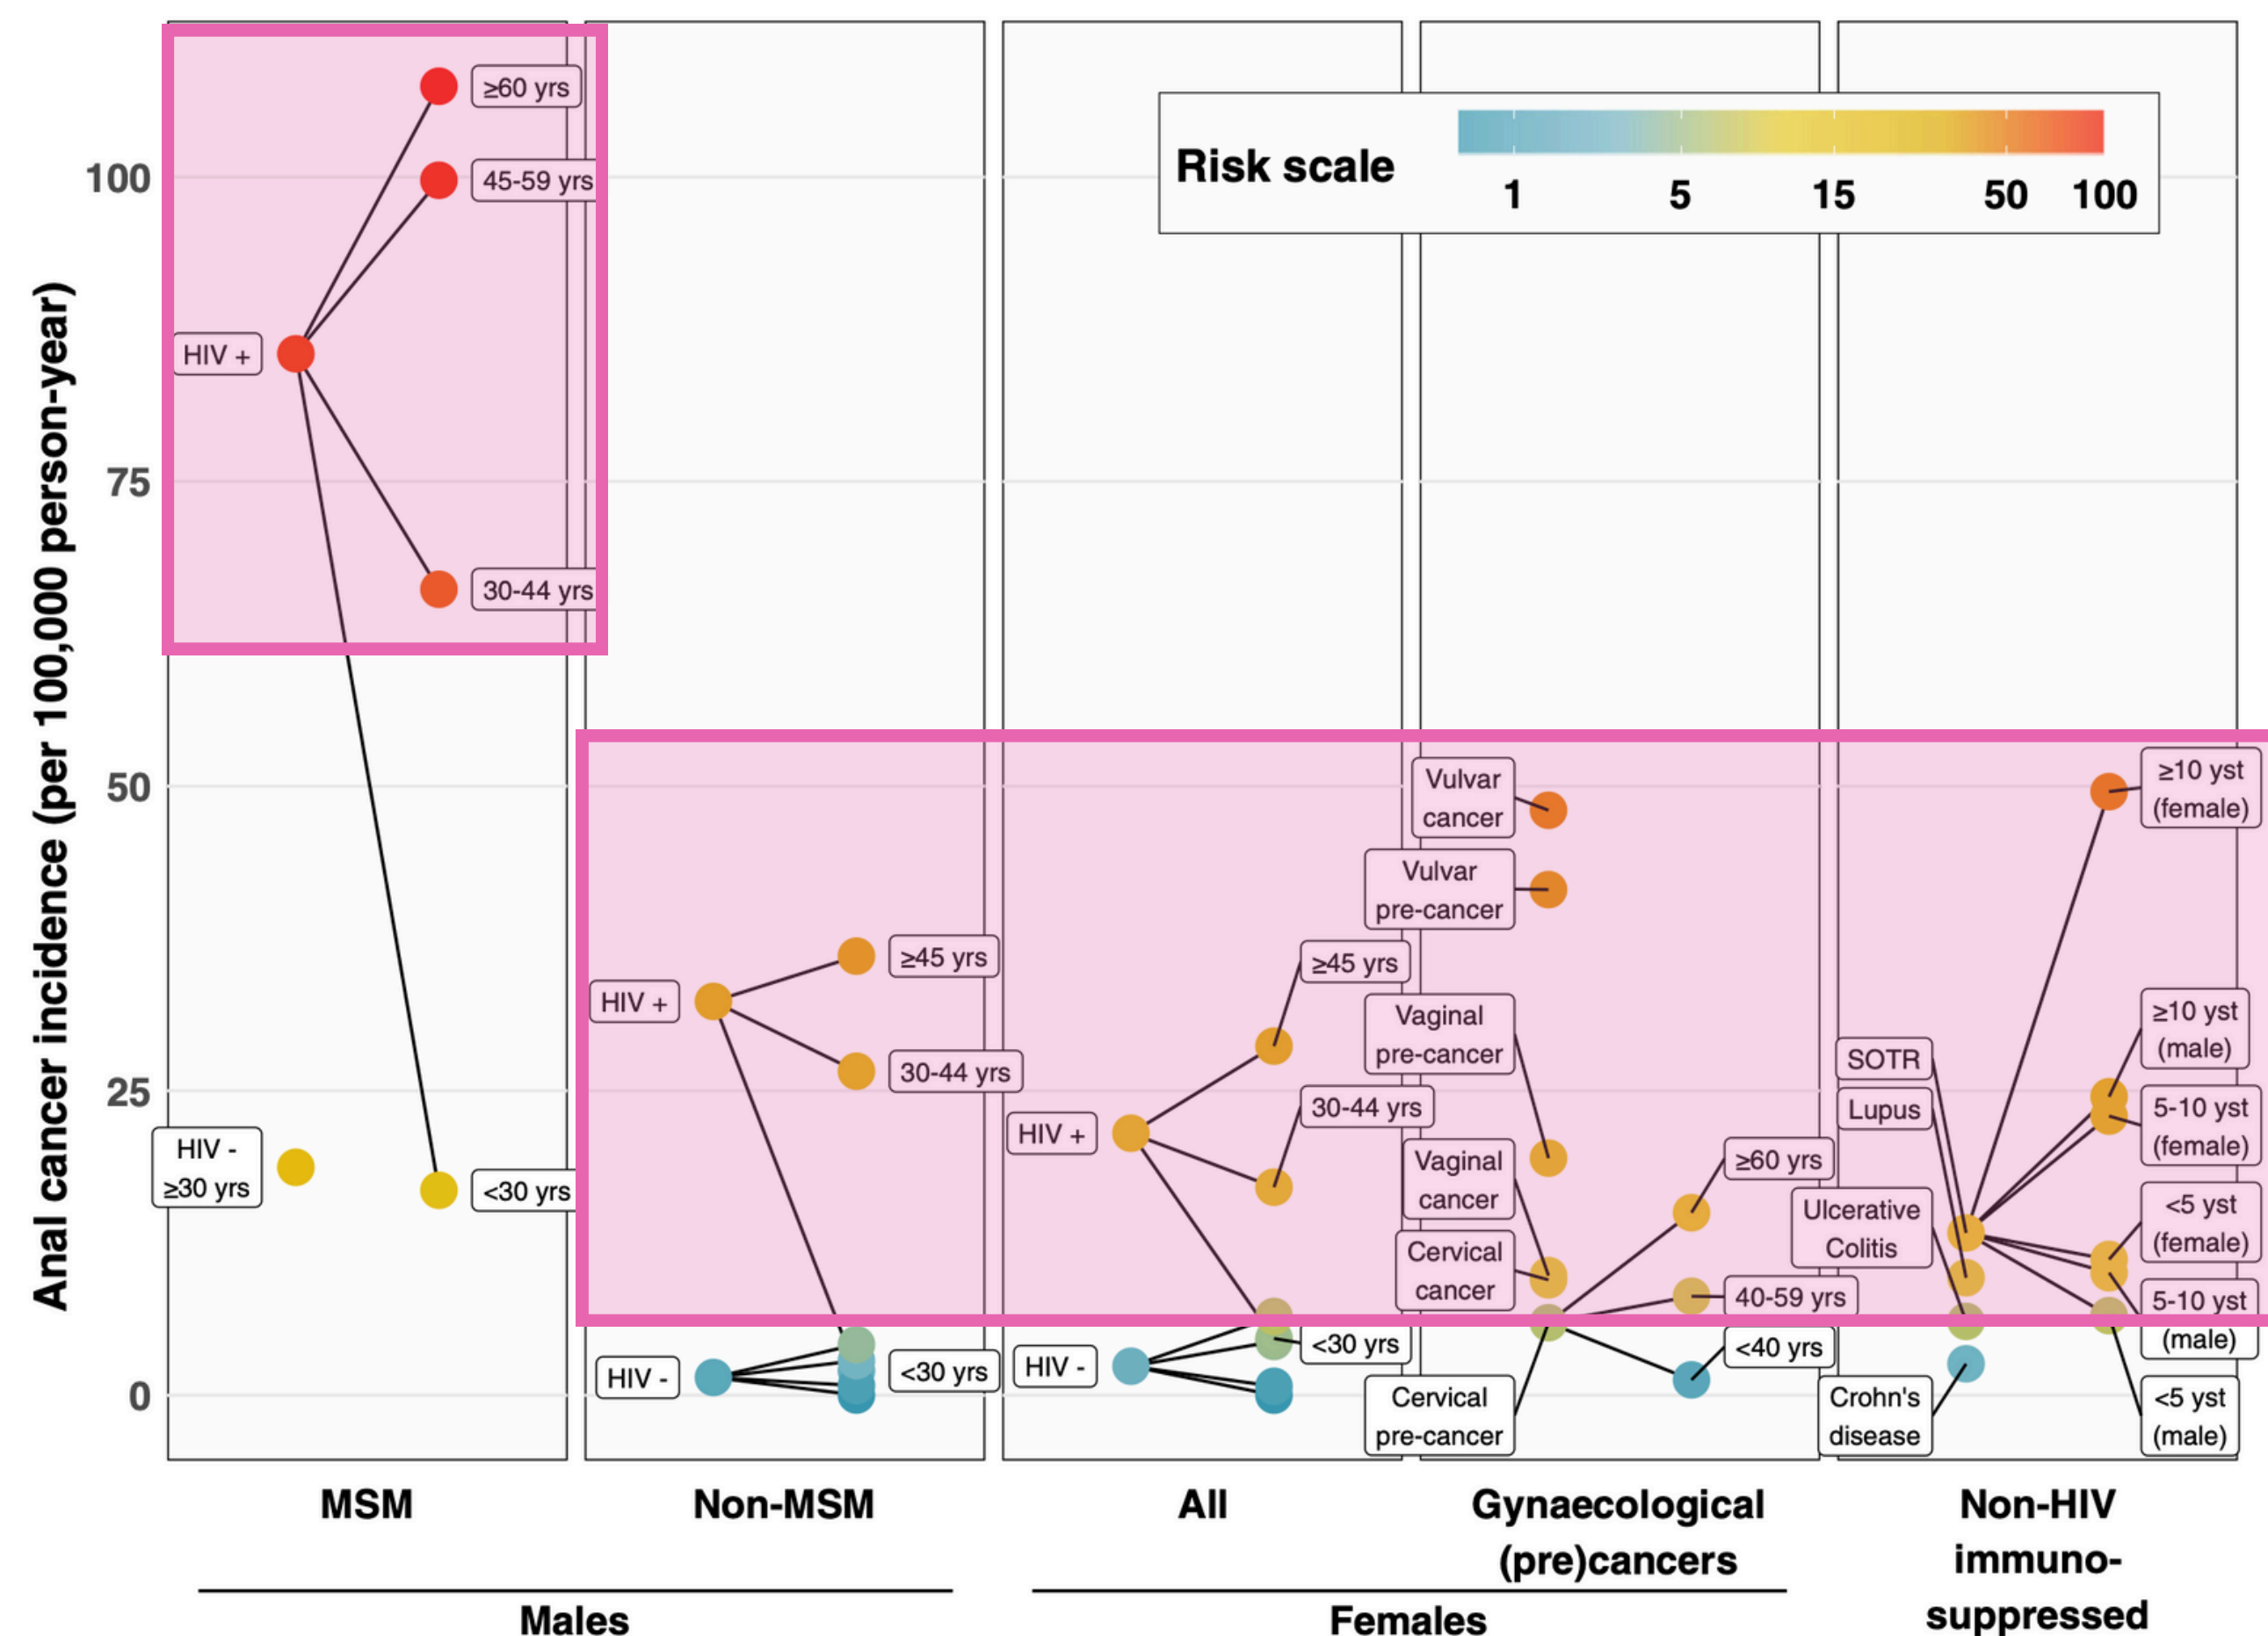 Anal cancer incidence (per 100,000 person-year)
100
75
50
25
0
≥60 yrs
45-59 yrs
HIV +
30-44 yrs
HIV -
≥30 yrs
<30 yrs
HIV +
≥45 yrs
30-44 yrs
HIV -
<30 yrs
HIV +
≥45 yrs
30-44 yrs
HIV -
<30 yrs
Risk scale
1
5
15
50
100
Vulvar
cancer
Vulvar
pre-cancer
Vaginal
pre-cancer
Vaginal
cancer
Cervical
cancer
Cervical
pre-cancer
≥60 yrs
40-59 yrs
<40 yrs
SOTR
Lupus
Ulcerative
Colitis
Crohn's
disease
≥10 yst
(female)
≥10 yst
(male)
5-10 yst
(female)
<5 yst
(female)
5-10 yst
(male)
<5 yst
(male)
MSM
Non-MSM
All
Gynaecological
(pre)cancers
Non-HIV
immuno-
suppressed
Males
Females